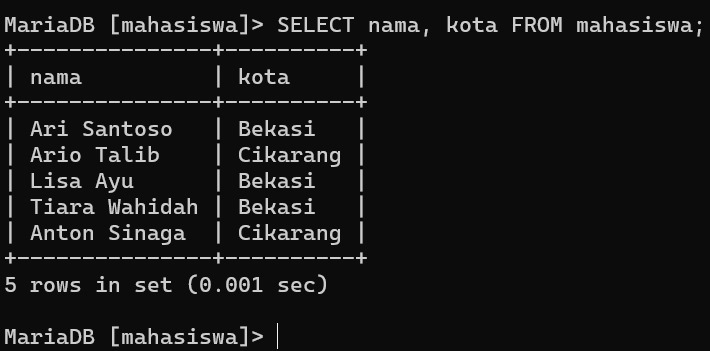 MariaDB [mahasiswa]> SELECT nama, kota FROM mahasiswa;
+---------------+----------+
| nama          | kota     |
+---------------+----------+
| Ari Santoso   | Bekasi   |
| Ario Talib    | Cikarang |
| Lisa Ayu      | Bekasi   |
| Tiara Wahidah | Bekasi   |
| Anton Sinaga  | Cikarang |
+---------------+----------+
5 rows in set (0.001 sec)
MariaDB [mahasiswa]>